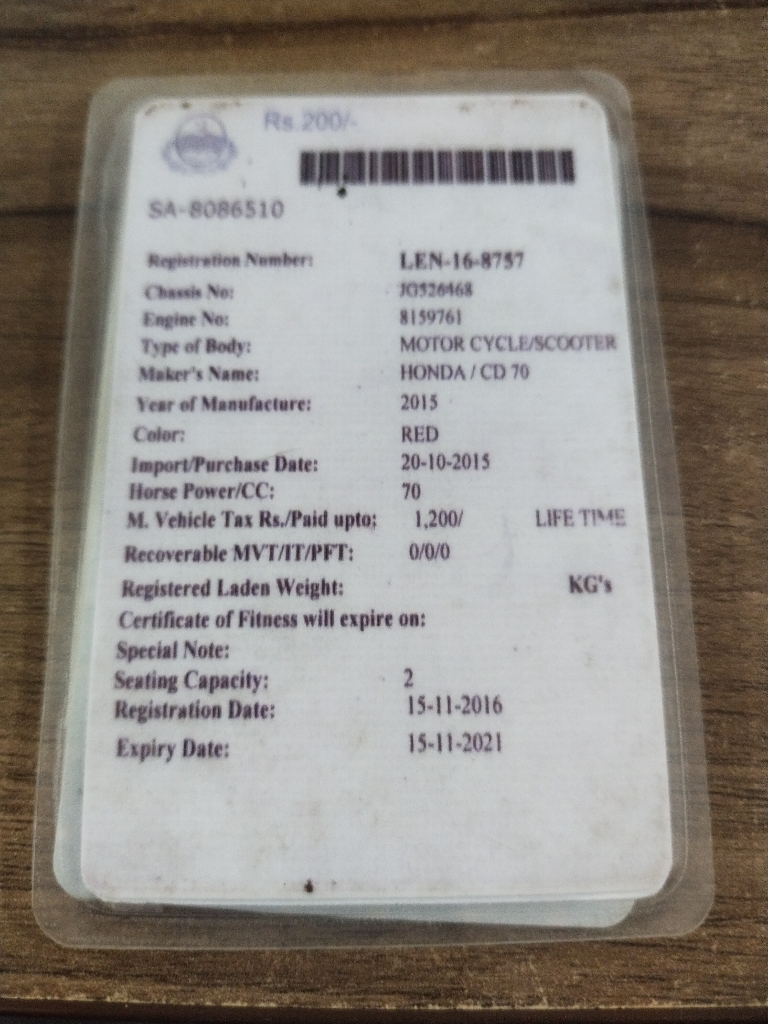 Rs.200/-
SA-8086510
Registration Number: LEN-16-8757
Chassis No: JG526468
Engine No: 8159761
Type of Body: MOTOR CYCLE/SCOOTER
Maker's Name: HONDA / CD 70
Year of Manufacture: 2015
Color: RED
Import/Purchase Date: 20-10-2015
Horse Power/CC: 70
M. Vehicle Tax Rs./Paid upto: 1,200/ LIFE TIME
Recoverable MVT/IT/PFT: 0/0/0
Registered Laden Weight: KG's
Certificate of Fitness will expire on:
Special Note:
Seating Capacity: 2
Registration Date: 15-11-2016
Expiry Date: 15-11-2021